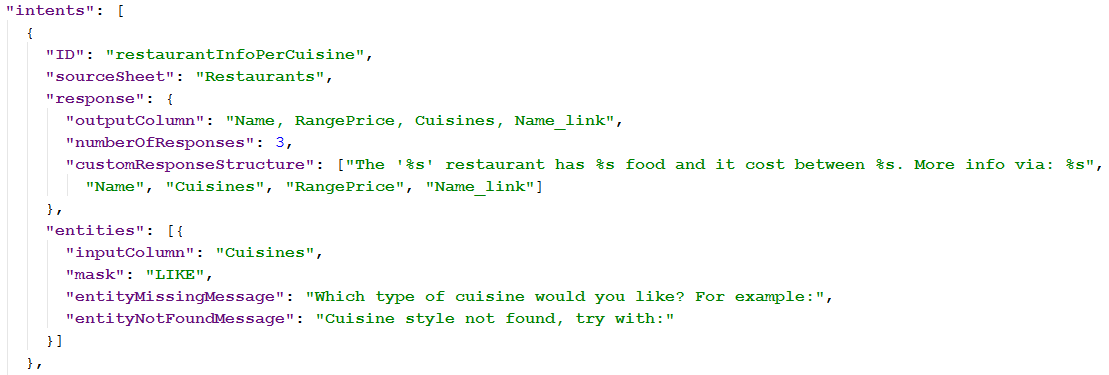 "intents": [
{
"ID": "restaurantInfoPerCuisine",
"sourceSheet": "Restaurants",
"response": {
"outputColumn": "Name, RangePrice, Cuisines, Name_link",
"numberOfResponses": 3,
"customResponseStructure": ["The '%s' restaurant has %s food and it cost between %s. More info via: %s",
"Name", "Cuisines", "RangePrice", "Name_link"]
},
"entities": [{
"inputColumn": "Cuisines",
"mask": "LIKE",
"entityMissingMessage": "Which type of cuisine would you like? For example:",
"entityNotFoundMessage": "Cuisine style not found, try with:"
}]
},